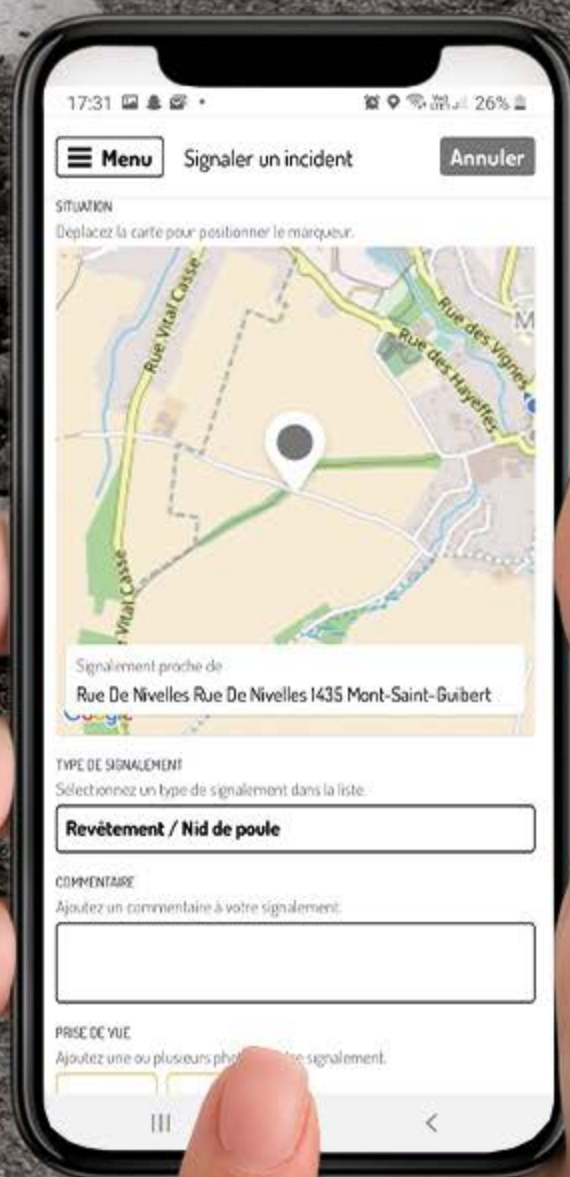 17:31
26%
Menu
Signaler un incident
Annuler
SITUATION
Déplacez la carte pour positionner le marqueur.
Rue Vital Casse
Rue des Vignes
Rue des Hayeffes
M
Vital Casse
Signalement proche de
Rue De Nivelles Rue De Nivelles 1435 Mont-Saint-Guibert
Google
TYPE DE SIGNALEMENT
Sélectionnez un type de signalement dans la liste.
Revêtement / Nid de poule
COMMENTAIRE
Ajoutez un commentaire à votre signalement.
PRISE DE VUE
Ajoutez une ou plusieurs signalement.